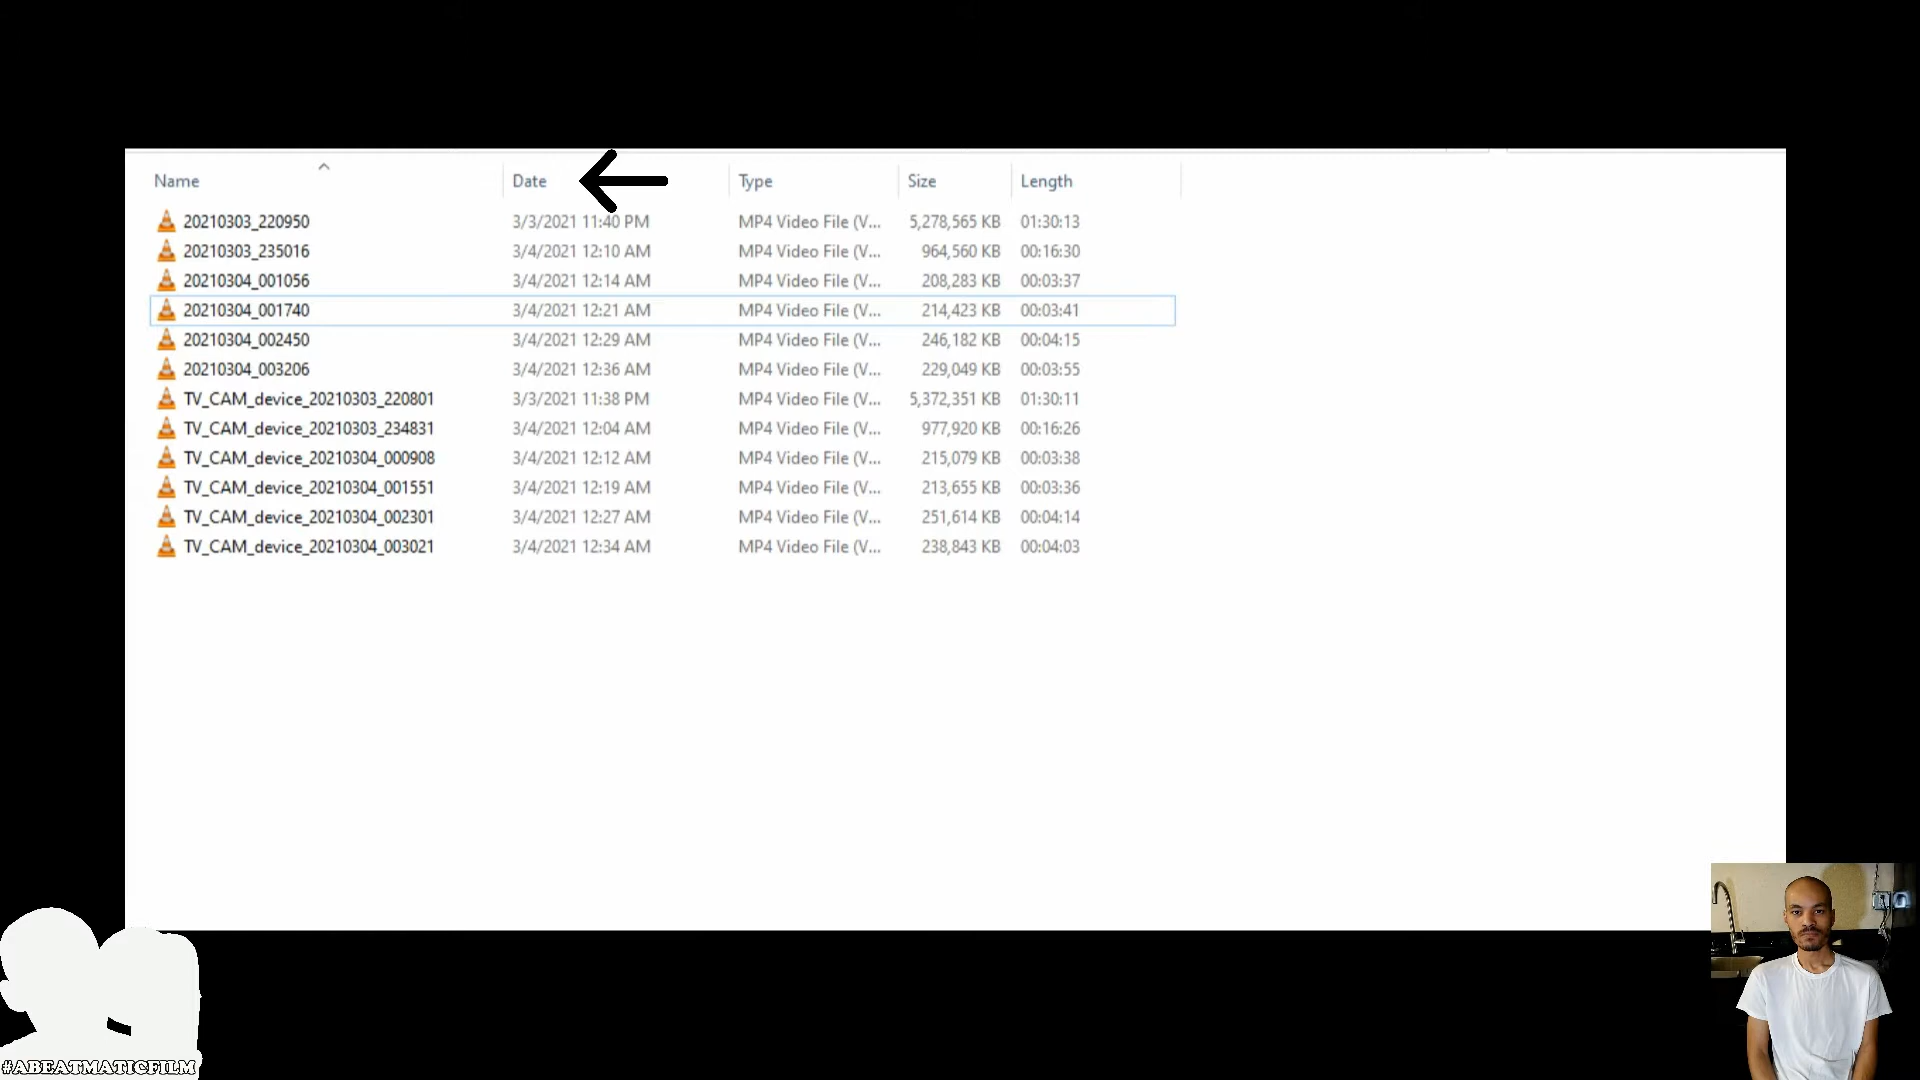 Name Date Type Size Length
20210303_220950 3/3/2021 11:40 PM MP4 Video File (V... 5,278,565 KB 01:30:13
20210303_235016 3/4/2021 12:10 AM MP4 Video File (V... 964,560 KB 00:16:30
20210304_001056 3/4/2021 12:14 AM MP4 Video File (V... 208,283 KB 00:03:37
20210304_001740 3/4/2021 12:21 AM MP4 Video File (V... 214,423 KB 00:03:41
20210304_002450 3/4/2021 12:29 AM MP4 Video File (V... 246,182 KB 00:04:15
20210304_003206 3/4/2021 12:36 AM MP4 Video File (V... 229,049 KB 00:03:55
TV_CAM_device_20210303_220801 3/3/2021 11:38 PM MP4 Video File (V... 5,372,351 KB 01:30:11
TV_CAM_device_20210303_234831 3/4/2021 12:04 AM MP4 Video File (V... 977,920 KB 00:16:26
TV_CAM_device_20210304_000908 3/4/2021 12:12 AM MP4 Video File (V... 215,079 KB 00:03:38
TV_CAM_device_20210304_001551 3/4/2021 12:19 AM MP4 Video File (V... 213,655 KB 00:03:36
TV_CAM_device_20210304_002301 3/4/2021 12:27 AM MP4 Video File (V... 251,614 KB 00:04:14
TV_CAM_device_20210304_003021 3/4/2021 12:34 AM MP4 Video File (V... 238,843 KB 00:04:03
#ABEATMATICFILM